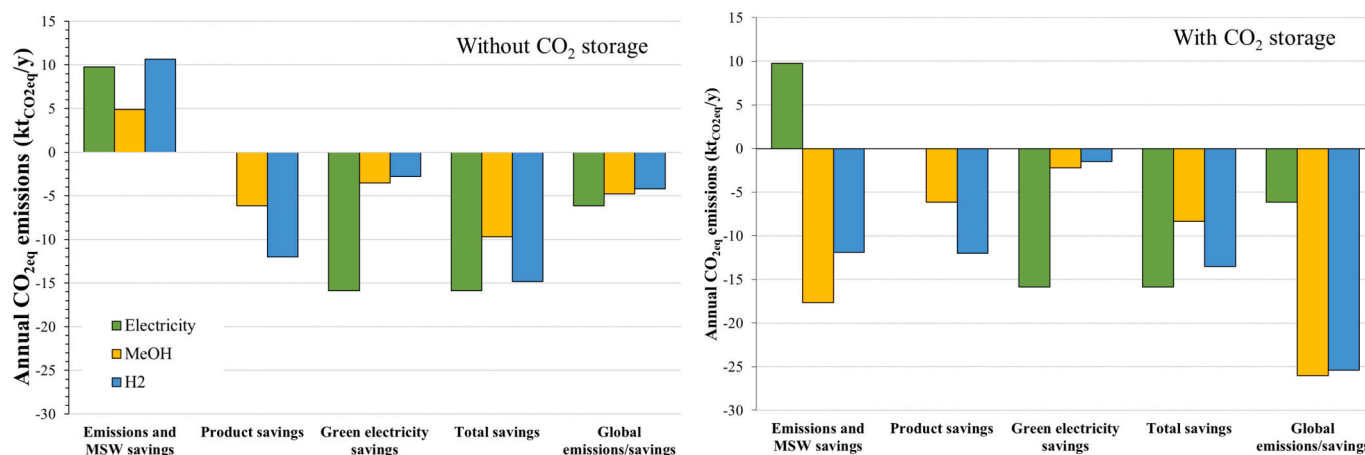 Without CO2 storage
Annual CO2eq emissions (ktCO2eq/y)
15
10
5
0
-5
-10
-15
-20
-25
-30
Electricity
MeOH
H2
Emissions and
MSW savings
Product savings
Green electricity
savings
Total savings
Global
emissions/savings
With CO2 storage
Annual CO2eq emissions (ktCO2eq/y)
15
10
5
0
-5
-10
-15
-20
-25
-30
Emissions and
MSW savings
Product savings
Green electricity
savings
Total savings
Global
emissions/savings